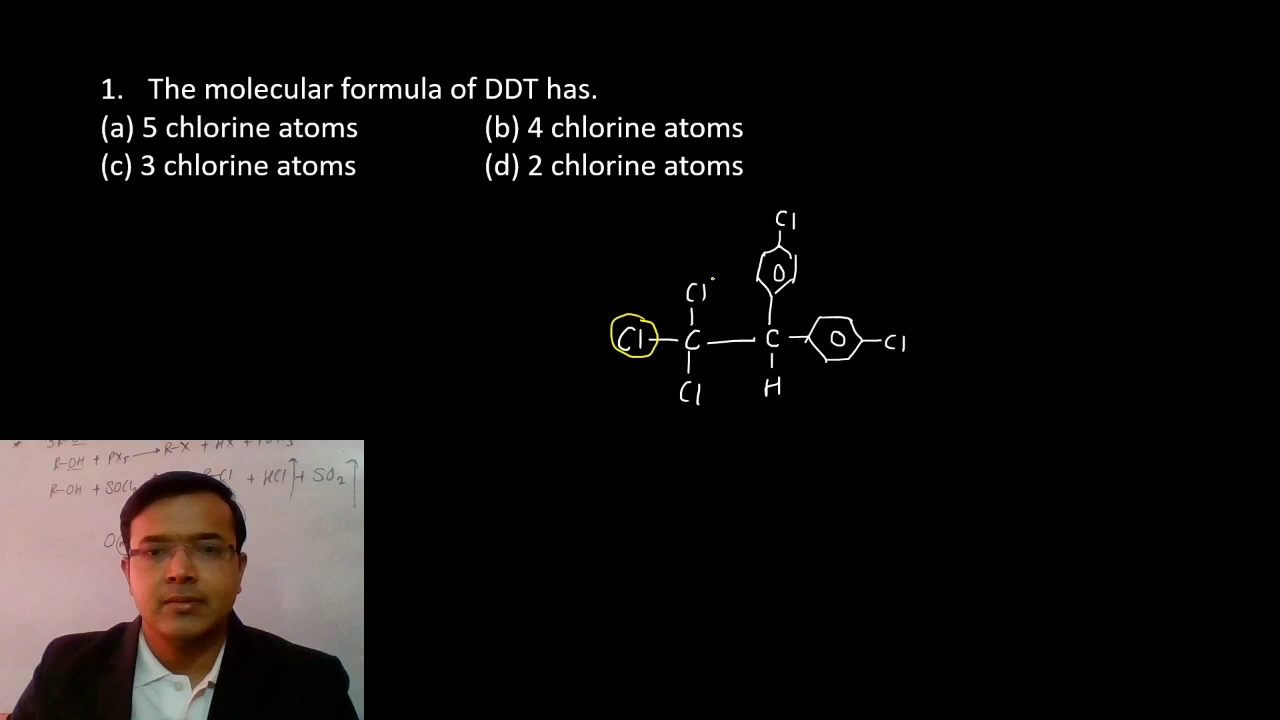 1. The molecular formula of DDT has.
(a) 5 chlorine atoms (b) 4 chlorine atoms
(c) 3 chlorine atoms (d) 2 chlorine atoms
Cl
Cl
Cl C C Cl
Cl H
R-OH + PX5 → R-X + HX +
R-OH + SOCl2 R-Cl + HCl↑ + SO2↑